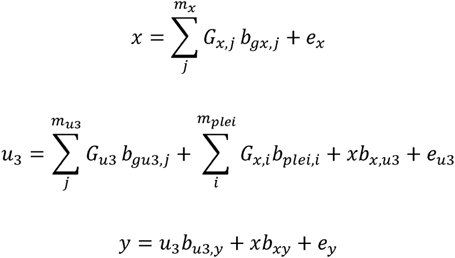 x = \sum_{j}^{m_x} G_{x,j} b_{gx,j} + e_x
u_3 = \sum_{j}^{m_{u3}} G_{u3} b_{gu3,j} + \sum_{i}^{m_{plei}} G_{x,i} b_{plei,i} + x b_{x,u3} + e_{u3}
y = u_3 b_{u3,y} + x b_{xy} + e_y